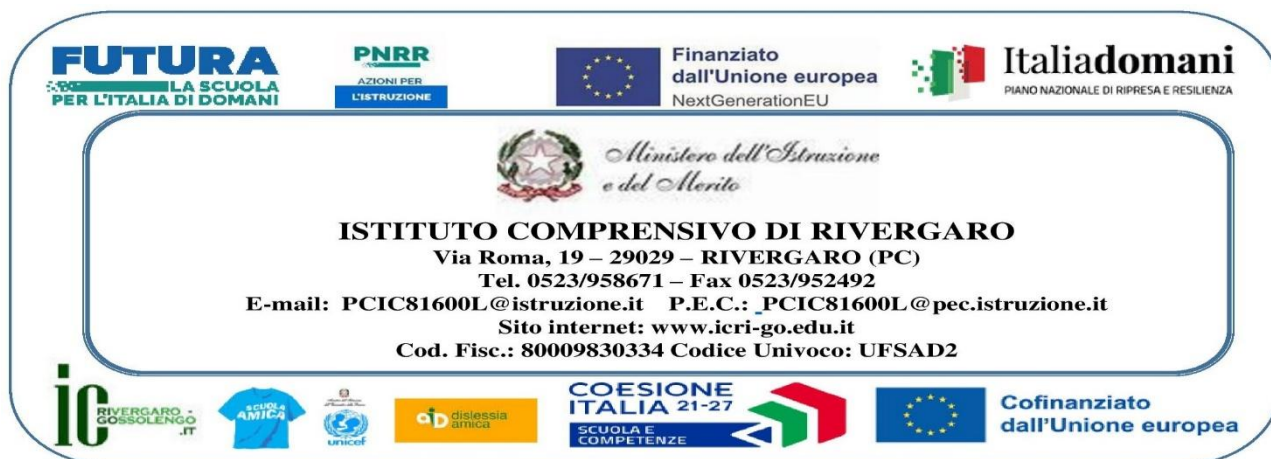 FUTURA
LA SCUOLA
PER L'ITALIA DI DOMANI
PNRR
AZIONI PER
L'ISTRUZIONE
Finanziato
dall'Unione europea
NextGenerationEU
Italiadomani
PIANO NAZIONALE DI RIPRESA E RESILIENZA
Ministero dell'Istruzione
e del Merito
ISTITUTO COMPRENSIVO DI RIVERGARO
Via Roma, 19 – 29029 – RIVERGARO (PC)
Tel. 0523/958671 – Fax 0523/952492
E-mail: PCIC81600L@istruzione.it P.E.C.: PCIC81600L@pec.istruzione.it
Sito internet: www.icri-go.edu.it
Cod. Fisc.: 80009830334 Codice Univoco: UFSAD2
ic
RIVERGARO -
GOSSOLENGO
.IT
SCUOLA
AMICA
unicef
aiD dislessia
amica
COESIONE
ITALIA 21-27
SCUOLA E
COMPETENZE
Cofinanziato
dall'Unione europea